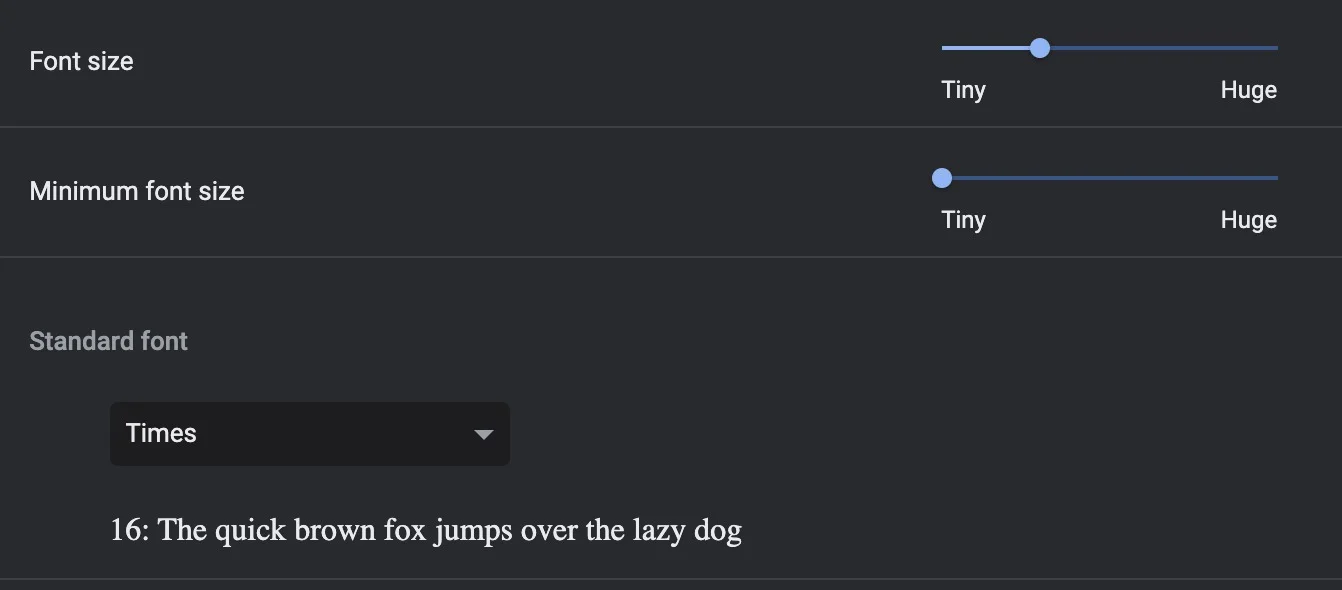 Font size
Tiny Huge
Minimum font size
Tiny Huge
Standard font
Times
16: The quick brown fox jumps over the lazy dog